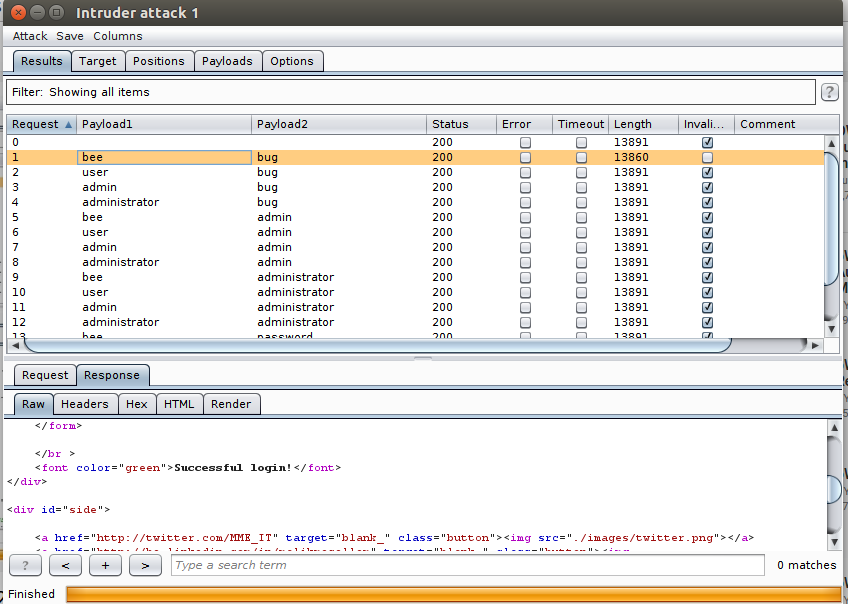 Intruder attack 1
Attack Save Columns
Results Target Positions Payloads Options
Filter: Showing all items ?
Request Payload1 Payload2 Status Error Timeout Length Invali... Comment
0 200 13891
1 bee bug 200 13860
2 user bug 200 13891
3 admin bug 200 13891
4 administrator bug 200 13891
5 bee admin 200 13891
6 user admin 200 13891
7 admin admin 200 13891
8 administrator admin 200 13891
9 bee administrator 200 13891
10 user administrator 200 13891
11 admin administrator 200 13891
12 administrator administrator 200 13891
13 bee password 200 13891
Request Response
Raw Headers Hex HTML Render
</form>
</br >
<font color="green">Successful login!</font>
</div>
<div id="side">
<a href="http://twitter.com/MME_IT" target="blank_" class="button"><img src="./images/twitter.png"></a>
? < + > Type a search term 0 matches
Finished